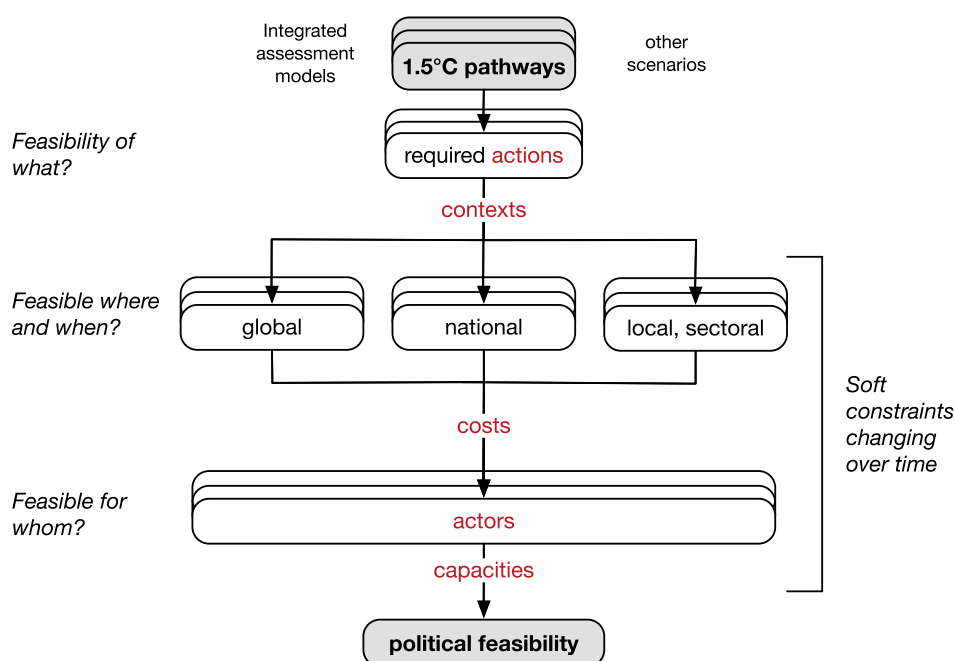 Integrated
assessment
models
1.5°C pathways
other
scenarios
Feasibility of
what?
required actions
contexts
Feasible where
and when?
global
national
local, sectoral
Soft
constraints
changing
over time
costs
Feasible for
whom?
actors
capacities
political feasibility